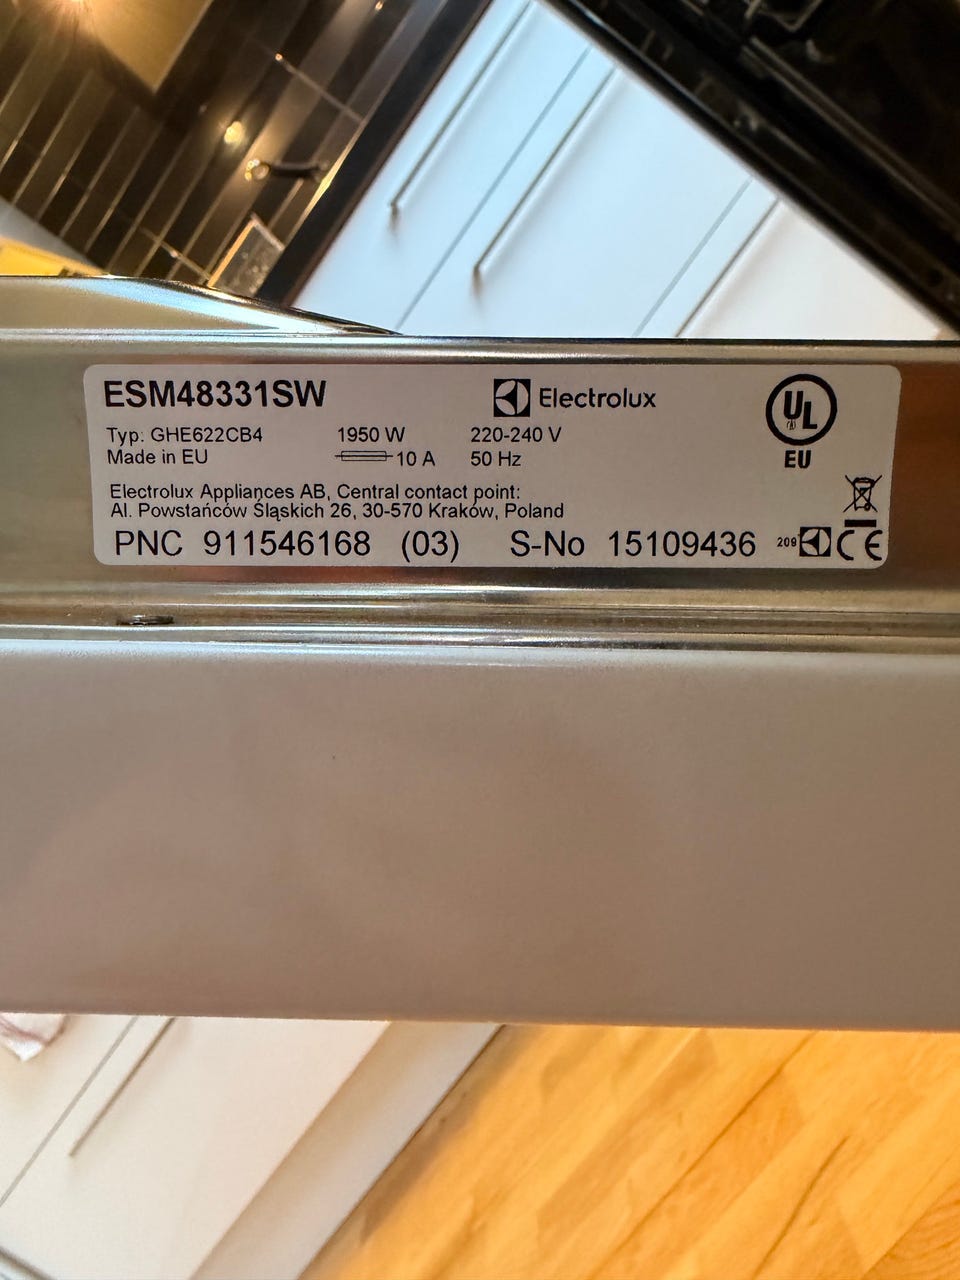 ESM48331SW
Electrolux
UL
EU
Typ: GHE622CB4 1950 W 220-240 V
Made in EU 10 A 50 Hz
Electrolux Appliances AB, Central contact point:
Al. Powstańców Śląskich 26, 30-570 Kraków, Poland
PNC 911546168 (03) S-No 15109436 209 CE